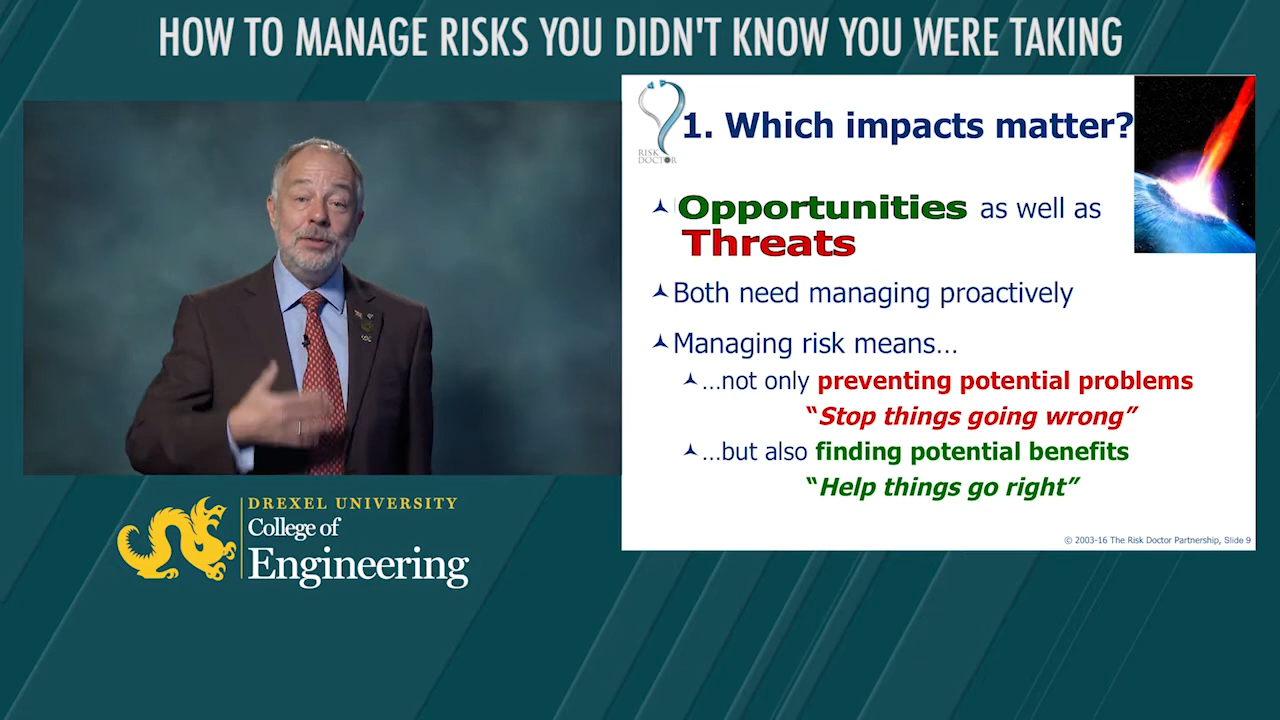 HOW TO MANAGE RISKS YOU DIDN'T KNOW YOU WERE TAKING
RISK
DOCTOR
1. Which impacts matter?
Opportunities as well as
Threats
Both need managing proactively
Managing risk means…
…not only preventing potential problems
“Stop things going wrong”
…but also finding potential benefits
“Help things go right”
© 2003-16 The Risk Doctor Partnership, Slide 9
DREXEL UNIVERSITY
College of
Engineering